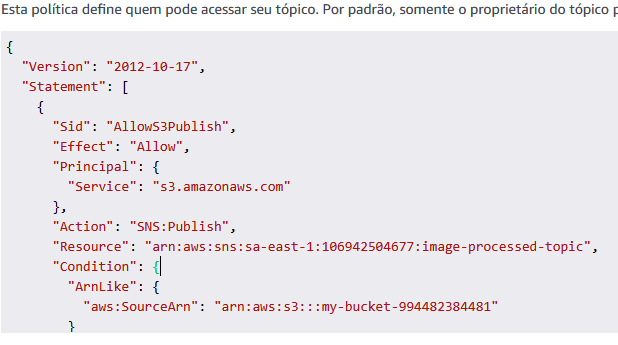 Esta política define quem pode acessar seu tópico. Por padrão, somente o proprietário do tópico
{
"Version": "2012-10-17",
"Statement": [
{
"Sid": "AllowS3Publish",
"Effect": "Allow",
"Principal": {
"Service": "s3.amazonaws.com"
},
"Action": "SNS:Publish",
"Resource": "arn:aws:sns:sa-east-1:106942504677:image-processed-topic",
"Condition": {
"ArnLike": {
"aws:SourceArn": "arn:aws:s3:::my-bucket-994482384481"
}